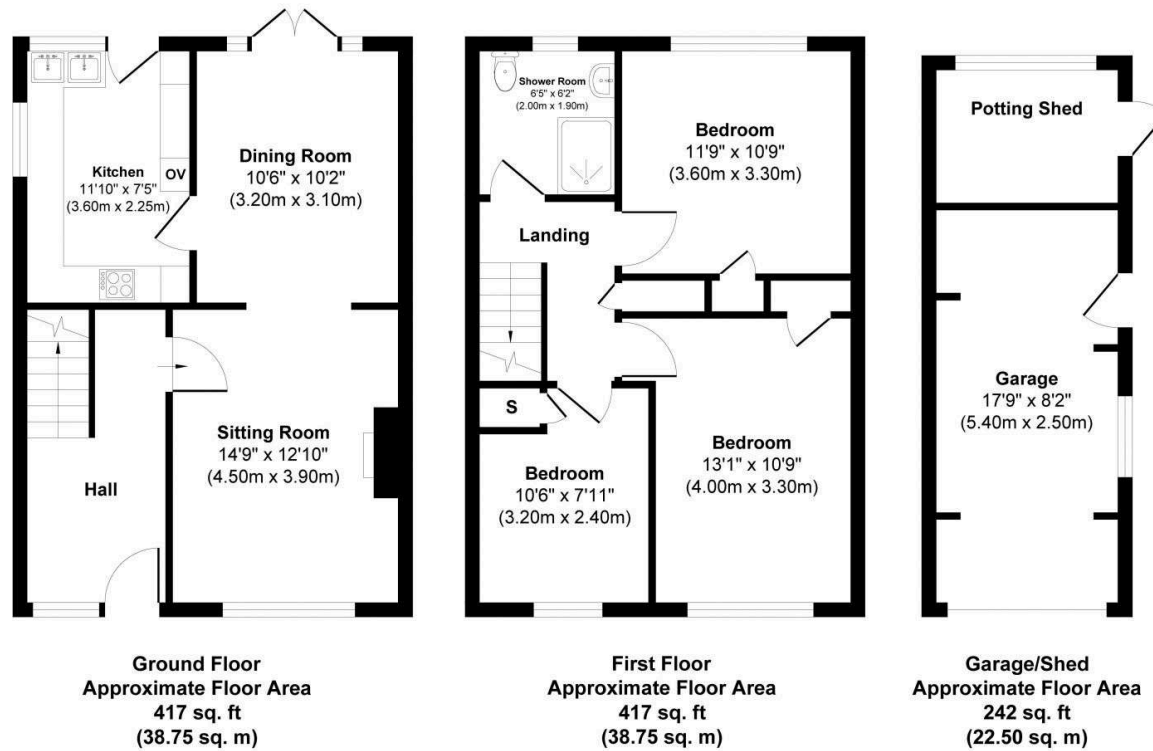 Kitchen
11'10" x 7'5"
(3.60m x 2.25m)
OV
Dining Room
10'6" x 10'2"
(3.20m x 3.10m)
Hall
Sitting Room
14'9" x 12'10"
(4.50m x 3.90m)
Ground Floor
Approximate Floor Area
417 sq. ft
(38.75 sq. m)
Shower Room
6'5" x 6'2"
(2.00m x 1.90m)
Bedroom
11'9" x 10'9"
(3.60m x 3.30m)
Landing
S
Bedroom
10'6" x 7'11"
(3.20m x 2.40m)
Bedroom
13'1" x 10'9"
(4.00m x 3.30m)
First Floor
Approximate Floor Area
417 sq. ft
(38.75 sq. m)
Potting Shed
Garage
17'9" x 8'2"
(5.40m x 2.50m)
Garage/Shed
Approximate Floor Area
242 sq. ft
(22.50 sq. m)